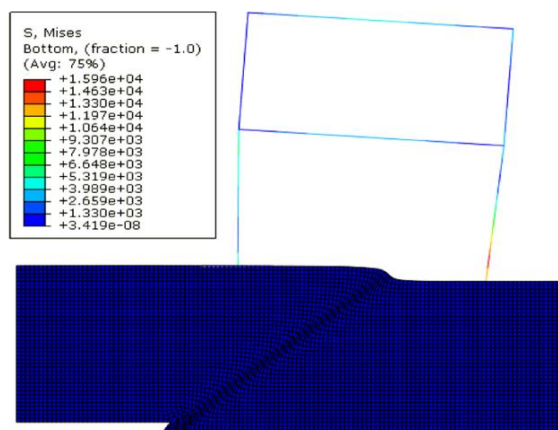 S, Mises
Bottom, (fraction = -1.0)
(Avg: 75%)
+1.596e+04
+1.463e+04
+1.330e+04
+1.197e+04
+1.064e+04
+9.307e+03
+7.978e+03
+6.648e+03
+5.319e+03
+3.989e+03
+2.659e+03
+1.330e+03
+3.419e-08